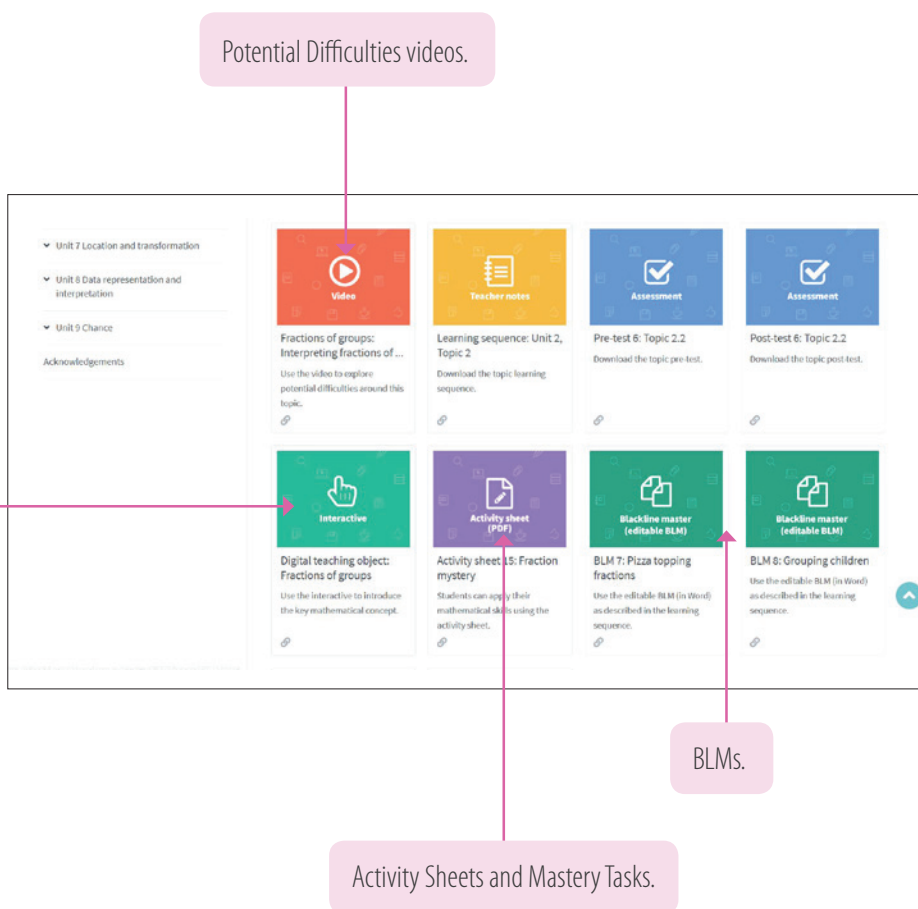 Potential Difficulties videos.
Unit 7 Location and transformation
Unit 8 Data representation and
interpretation
Unit 9 Chance
Acknowledgements
Video
Fractions of groups:
Interpreting fractions of ...
Use the video to explore
potential difficulties around this
topic.
Teacher notes
Learning sequence: Unit 2,
Topic 2
Download the topic learning
sequence.
Assessment
Pre-test 6: Topic 2.2
Download the topic pre-test.
Assessment
Post-test 6: Topic 2.2
Download the topic post-test.
Interactive
Digital teaching object:
Fractions of groups
Use the interactive to introduce
the key mathematical concept.
Activity sheet
(PDF)
Activity sheet 15: Fraction
mystery
Students can apply their
mathematical skills using the
activity sheet.
Blackline master
(editable BLM)
BLM 7: Pizza topping
fractions
Use the editable BLM (in Word)
as described in the learning
sequence.
Blackline master
(editable BLM)
BLM 8: Grouping children
Use the editable BLM (in Word)
as described in the learning
sequence.
BLMs.
Activity Sheets and Mastery Tasks.